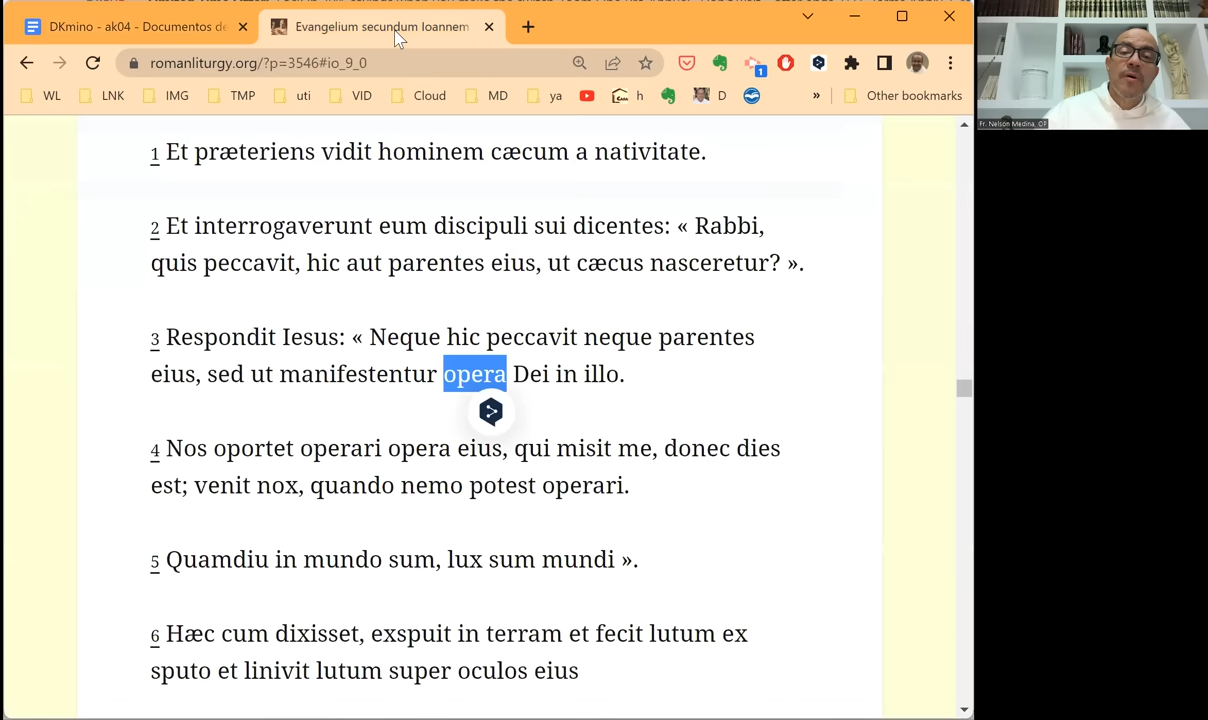 DKmino - ak04 - Documentos de
Evangelium secundum Ioannem
romanliturgy.org/?p=3546#io_9_0
1
WL LNK IMG TMP uti VID Cloud MD ya h D » Other bookmarks
Fr. Nelson Medina, OP
1 Et præteriens vidit hominem cæcum a nativitate.
2 Et interrogaverunt eum discipuli sui dicentes: « Rabbi,
quis peccavit, hic aut parentes eius, ut cæcus nasceretur? ».
3 Respondit Iesus: « Neque hic peccavit neque parentes
eius, sed ut manifestentur opera Dei in illo.
4 Nos oportet operari opera eius, qui misit me, donec dies
est; venit nox, quando nemo potest operari.
5 Quamdiu in mundo sum, lux sum mundi ».
6 Hæc cum dixisset, exspuit in terram et fecit lutum ex
sputo et linivit lutum super oculos eius